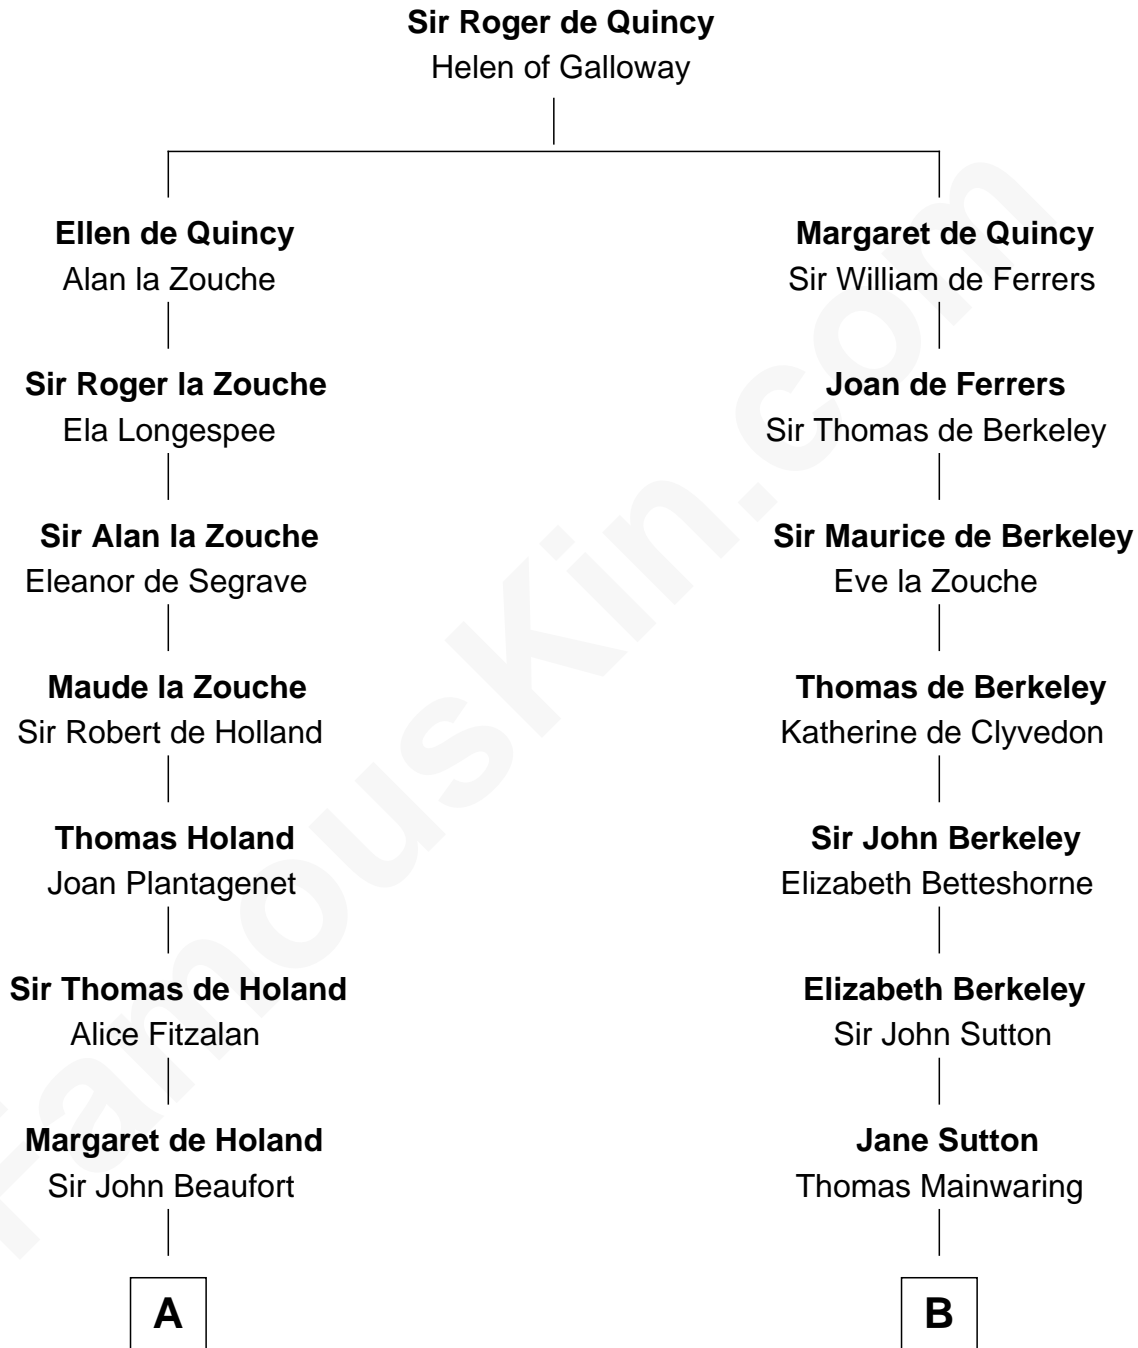 Sir Roger de Quincy
Helen of Galloway
Ellen de Quincy
Alan la Zouche
Margaret de Quincy
Sir William de Ferrers
Sir Roger la Zouche
Ela Longespee
Joan de Ferrers
Sir Thomas de Berkeley
Sir Alan la Zouche
Eleanor de Segrave
Sir Maurice de Berkeley
Eve la Zouche
Maude la Zouche
Sir Robert de Holland
Thomas de Berkeley
Katherine de Clyvedon
Thomas Holand
Joan Plantagenet
Sir John Berkeley
Elizabeth Betteshorne
Sir Thomas de Holand
Alice Fitzalan
Elizabeth Berkeley
Sir John Sutton
Margaret de Holand
Sir John Beaufort
Jane Sutton
Thomas Mainwaring
A
B
FamousKin.com